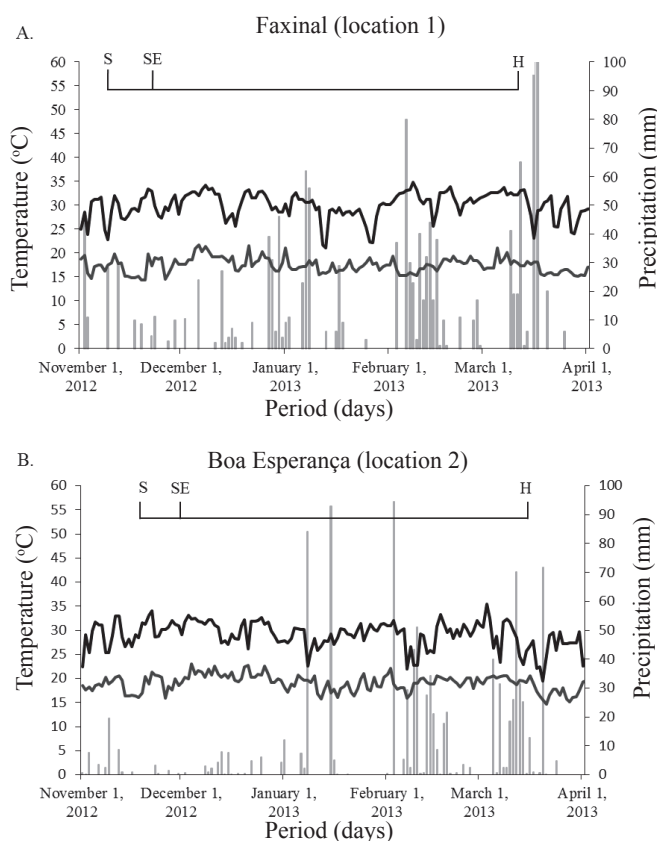 A.
Faxinal (location 1)
S SE H
60 100
55 90
50 80
45 70
40 60
35 50
30 40
25 30
20 20
15 10
10 0
5
0
Temperature (ºC)
Precipitation (mm)
November 1, December 1, January 1, February 1, March 1, April 1,
2012 2012 2013 2013 2013 2013
Period (days)
B.
Boa Esperança (location 2)
S SE H
60 100
55 90
50 80
45 70
40 60
35 50
30 40
25 30
20 20
15 10
10 0
5
0
Temperature (ºC)
Precipitation (mm)
November 1, December 1, January 1, February 1, March 1, April 1,
2012 2012 2013 2013 2013 2013
Period (days)